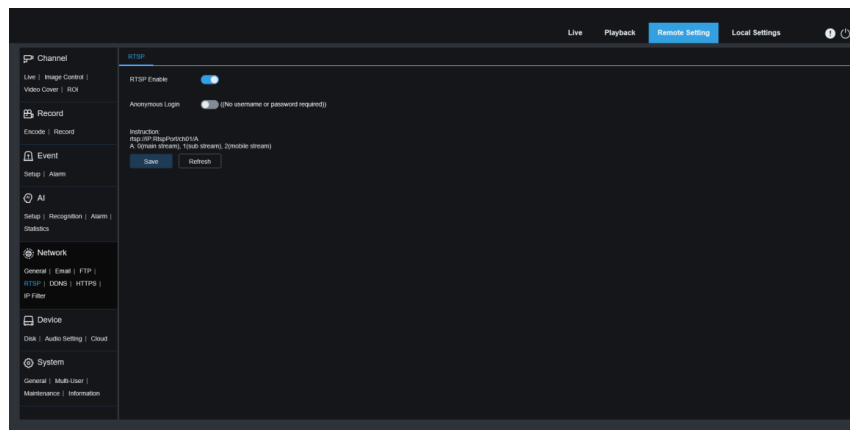 Live Playback Remote Setting Local Settings
Channel
Live | Image Control |
Video Cover | ROI
Record
Encode | Record
Event
Setup | Alarm
AI
Setup | Recognition | Alarm |
Statistics
Network
General | Email | FTP |
RTSP | DDNS | HTTPS |
IP Filter
Device
Disk | Audio Setting | Cloud
System
General | Multi-User |
Maintenance | Information
RTSP
RTSP Enable
Anonymous Login ((No username or password required))
Instruction:
rtsp://IP:RtspPort/ch01/A
A: 0(main stream), 1(sub stream), 2(mobile stream)
Save Refresh